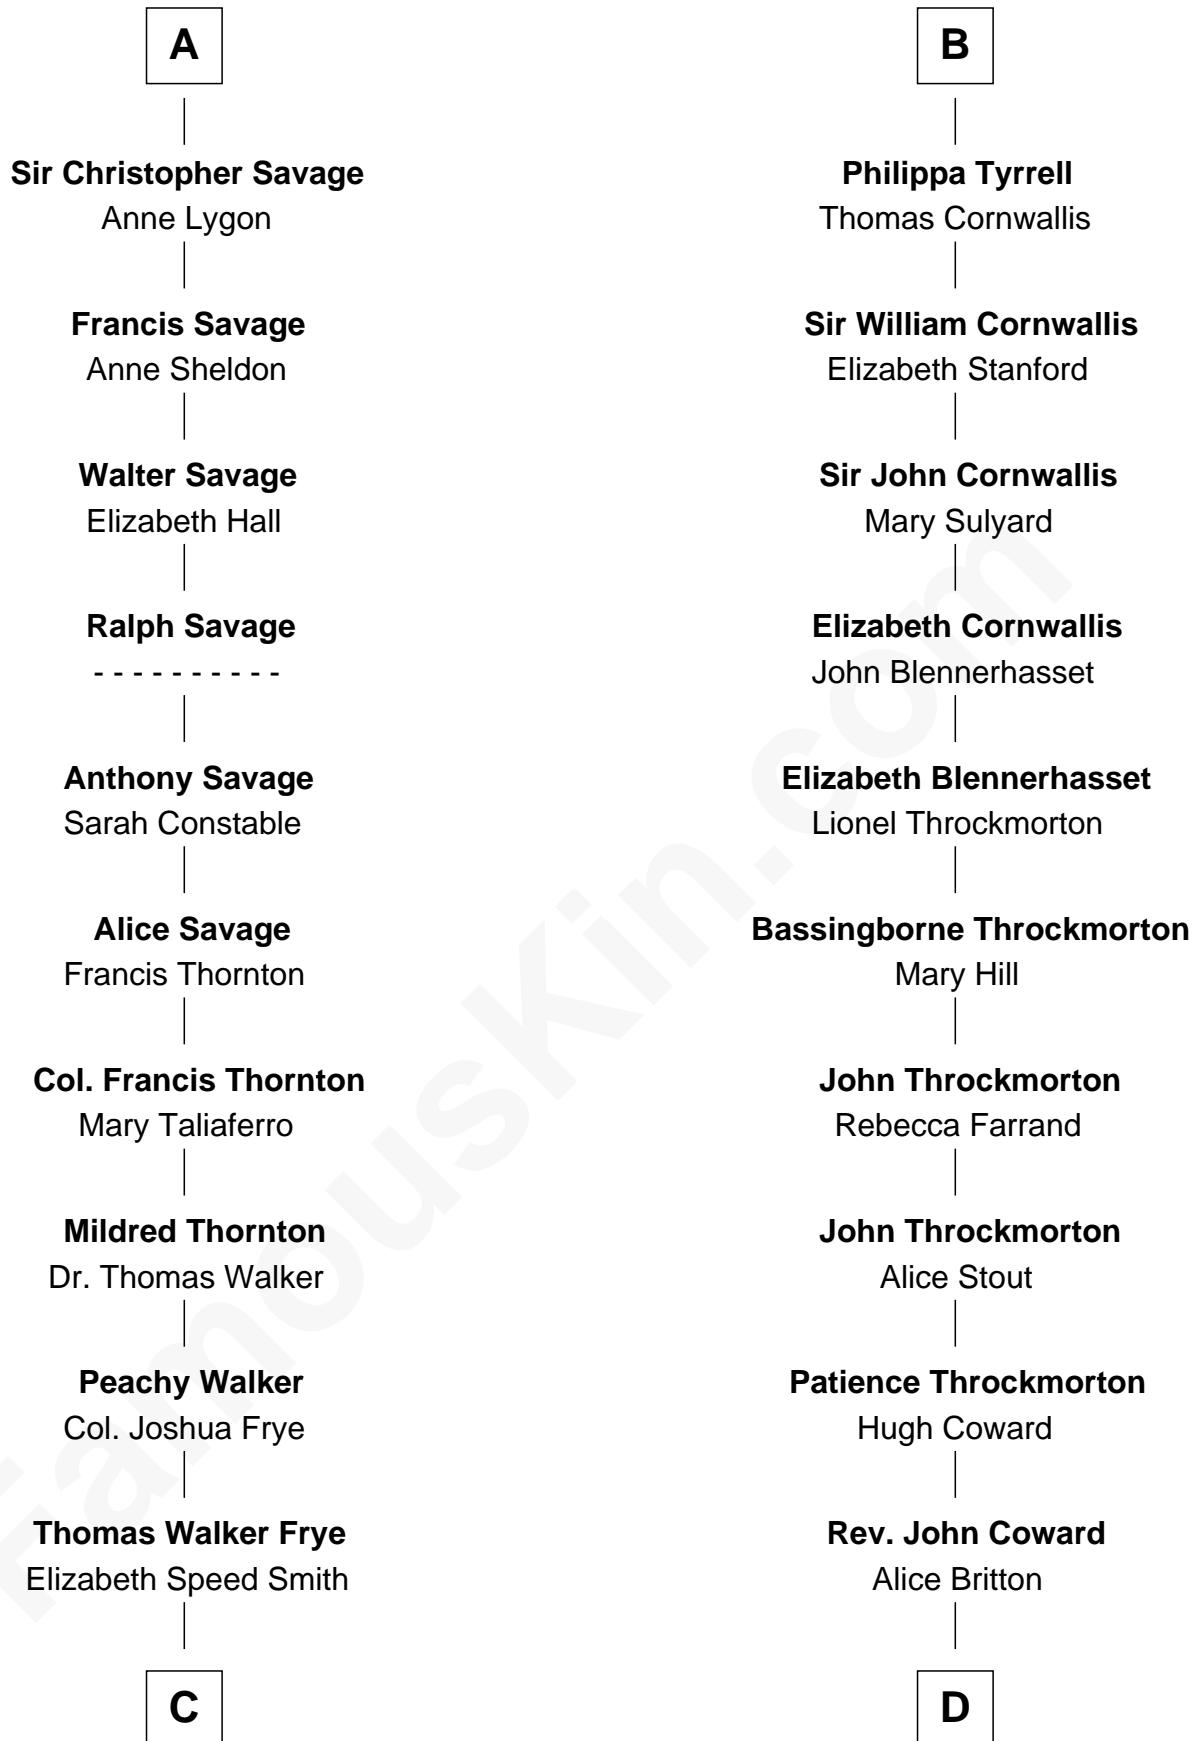 A
Sir Christopher Savage
Anne Lygon
Francis Savage
Anne Sheldon
Walter Savage
Elizabeth Hall
Ralph Savage
- - - - - - - - - -
Anthony Savage
Sarah Constable
Alice Savage
Francis Thornton
Col. Francis Thornton
Mary Taliaferro
Mildred Thornton
Dr. Thomas Walker
Peachy Walker
Col. Joshua Frye
Thomas Walker Frye
Elizabeth Speed Smith
C
B
Philippa Tyrrell
Thomas Cornwallis
Sir William Cornwallis
Elizabeth Stanford
Sir John Cornwallis
Mary Sulyard
Elizabeth Cornwallis
John Blennerhasset
Elizabeth Blennerhasset
Lionel Throckmorton
Bassingborne Throckmorton
Mary Hill
John Throckmorton
Rebecca Farrand
John Throckmorton
Alice Stout
Patience Throckmorton
Hugh Coward
Rev. John Coward
Alice Britton
D
FamousKin.com